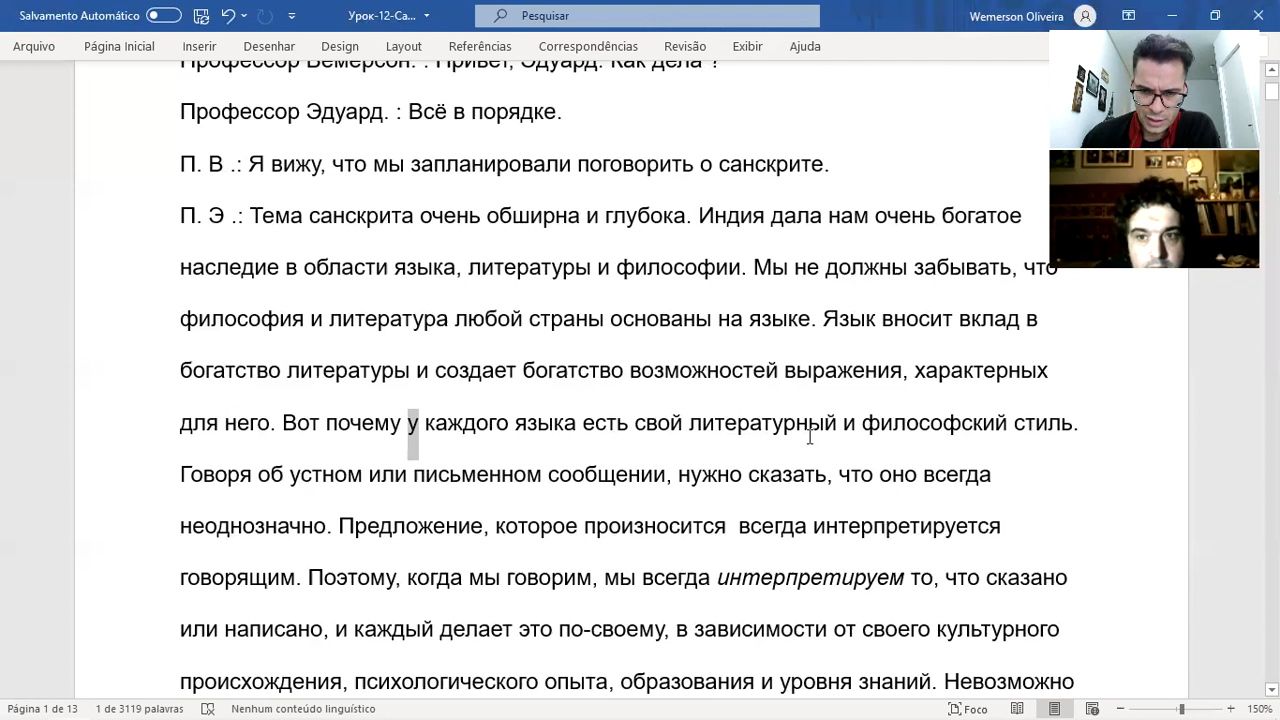 Salvamento Automático
Pesquisar
Wemerson Oliveira
Arquivo Página Inicial Inserir Desenhar Design Layout Referências Correspondências Revisão Exibir Ajuda
Профессор Вемерсон. : Привет, Эдуард. Как дела ?
Профессор Эдуард. : Всё в порядке.
П. В .: Я вижу, что мы запланировали поговорить о санскрите.
П. Э .: Тема санскрита очень обширна и глубока. Индия дала нам очень богатое
наследие в области языка, литературы и философии. Мы не должны забывать, что
философия и литература любой страны основаны на языке. Язык вносит вклад в
богатство литературы и создает богатство возможностей выражения, характерных
для него. Вот почему у каждого языка есть свой литературный и философский стиль.
Говоря об устном или письменном сообщении, нужно сказать, что оно всегда
неоднозначно. Предложение, которое произносится  всегда интерпретируется
говорящим. Поэтому, когда мы говорим, мы всегда интерпретируем то, что сказано
или написано, и каждый делает это по-своему, в зависимости от своего культурного
происхождения, психологического опыта, образования и уровня знаний. Невозможно
Página 1 de 13 1 de 3119 palavras Nenhum conteúdo linguístico Foco 150%